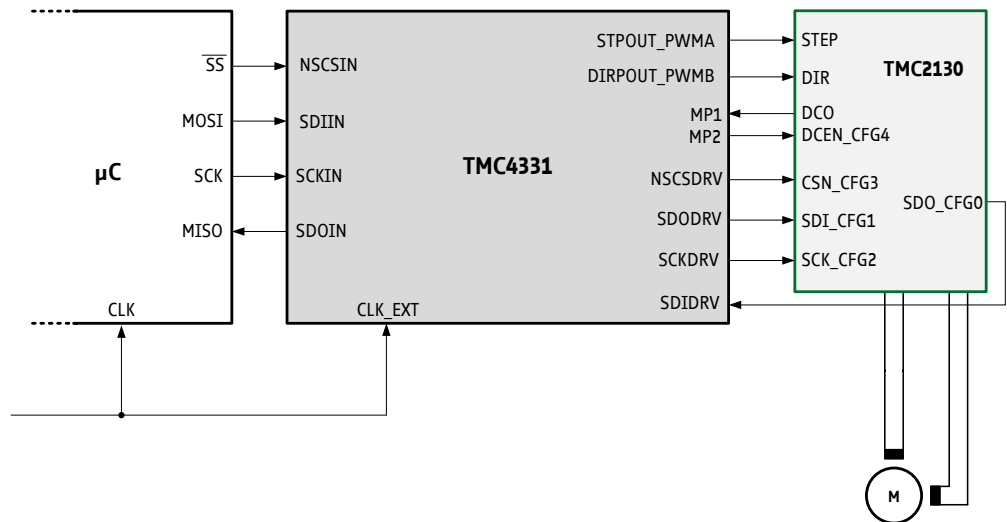 SS
MOSI
SCK
MISO
µC
CLK
NSCSIN
SDIIN
SCKIN
SDOIN
TMC4331
CLK_EXT
STPOUT_PWMA
DIRPOUT_PWMB
MP1
MP2
NSCSDRV
SDODRV
SCKDRV
SDIDRV
STEP
TMC2130
DIR
DCO
DCEN_CFG4
CSN_CFG3
SDO_CFG0
SDI_CFG1
SCK_CFG2
M